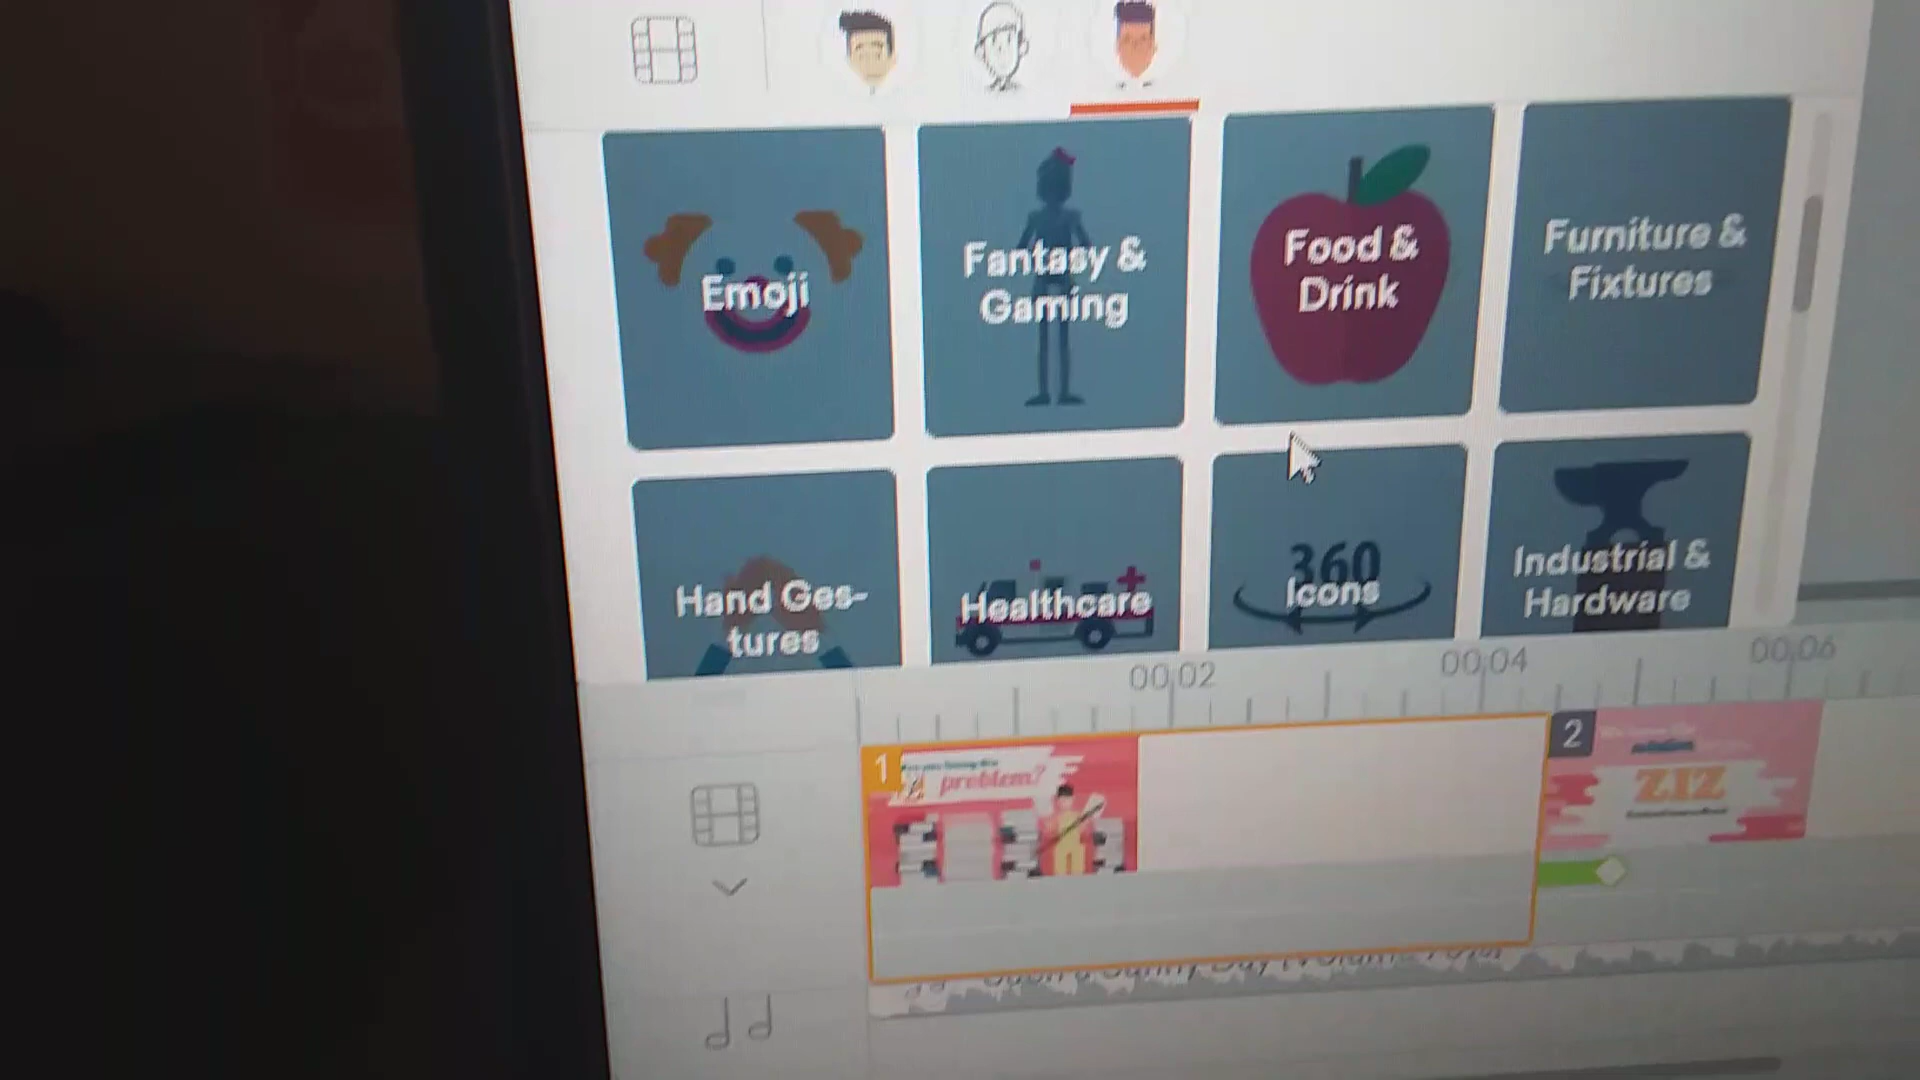 Emoji
Fantasy &
Gaming
Food &
Drink
Furniture &
Fixtures
Hand Ges-
tures
Healthcare
360
Icons
Industrial &
Hardware
00:02
00:04
00:06
1
problem?
2
solution
ZIZ